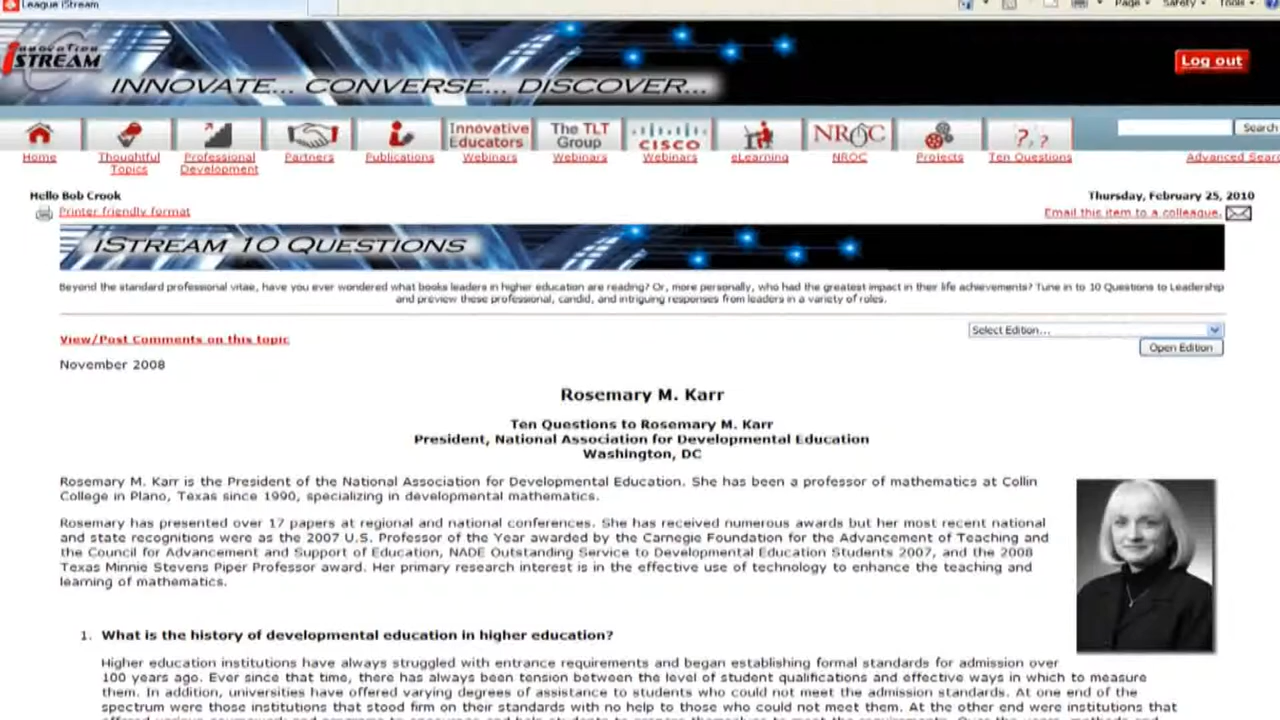 League iStream
Page
Safety
Tools
innovation
iSTREAM
INNOVATE... CONVERSE... DISCOVER...
Log out
Innovative Educators
The TLT Group
CISCO
NROC
Search
Home
Thoughtful Topics
Professional Development
Partners
Publications
Webinars
Webinars
Webinars
eLearning
NROC
Projects
Ten Questions
Advanced Searc
Hello Bob Crook
Thursday, February 25, 2010
Printer friendly format
Email this item to a colleague.
iSTREAM 10 QUESTIONS
Beyond the standard professional vitae, have you ever wondered what books leaders in higher education are reading? Or, more personally, who had the greatest impact in their life achievements? Tune in to 10 Questions to Leadership
and preview these professional, candid, and intriguing responses from leaders in a variety of roles.
View/Post Comments on this topic
Select Edition...
Open Edition
November 2008
Rosemary M. Karr
Ten Questions to Rosemary M. Karr
President, National Association for Developmental Education
Washington, DC
Rosemary M. Karr is the President of the National Association for Developmental Education. She has been a professor of mathematics at Collin
College in Plano, Texas since 1990, specializing in developmental mathematics.
Rosemary has presented over 17 papers at regional and national conferences. She has received numerous awards but her most recent national
and state recognitions were as the 2007 U.S. Professor of the Year awarded by the Carnegie Foundation for the Advancement of Teaching and
the Council for Advancement and Support of Education, NADE Outstanding Service to Developmental Education Students 2007, and the 2008
Texas Minnie Stevens Piper Professor award. Her primary research interest is in the effective use of technology to enhance the teaching and
learning of mathematics.
1. What is the history of developmental education in higher education?
Higher education institutions have always struggled with entrance requirements and began establishing formal standards for admission over
100 years ago. Ever since that time, there has always been tension between the level of student qualifications and effective ways in which to measure
them. In addition, universities have offered varying degrees of assistance to students who could not meet the admission standards. At one end of the
spectrum were those institutions that stood firm on their standards with no help to those who could not meet them. At the other end were institutions that